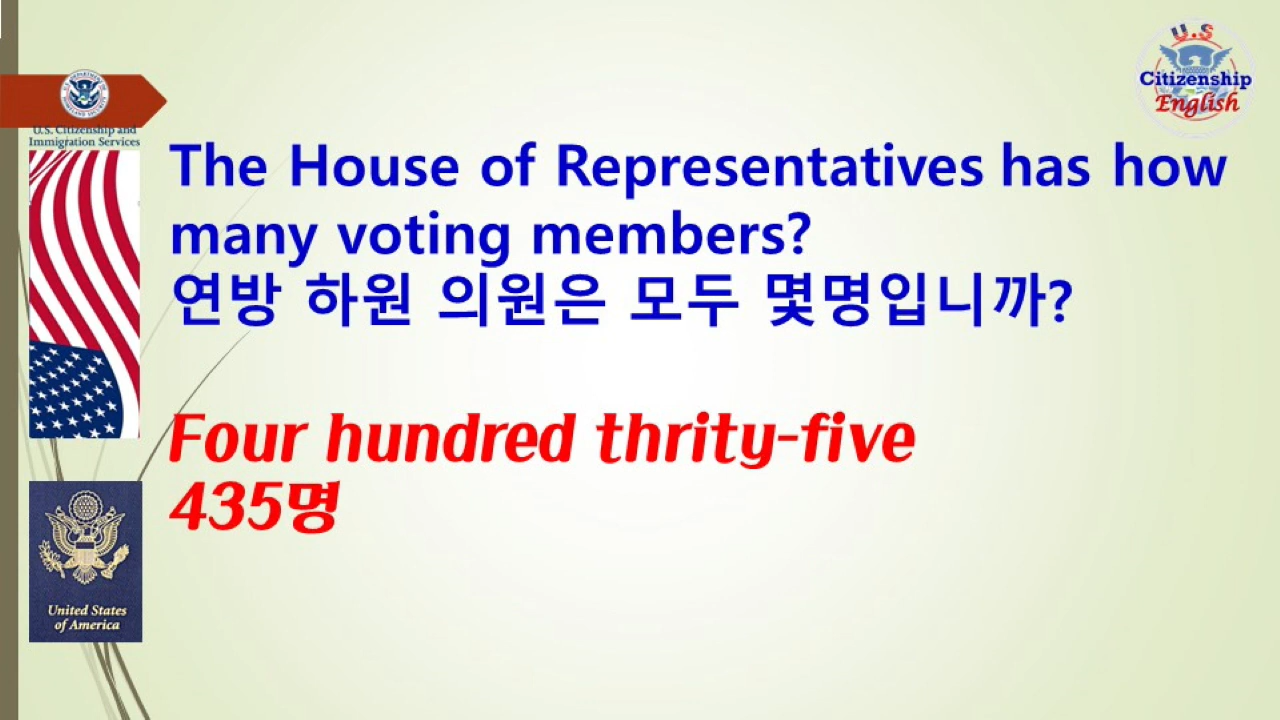 U.S
Citizenship
English
U.S. Citizenship and
Immigration Services
The House of Representatives has how
many voting members?
연방 하원 의원은 모두 몇명입니까?
Four hundred thrity-five
435명
United States
of America